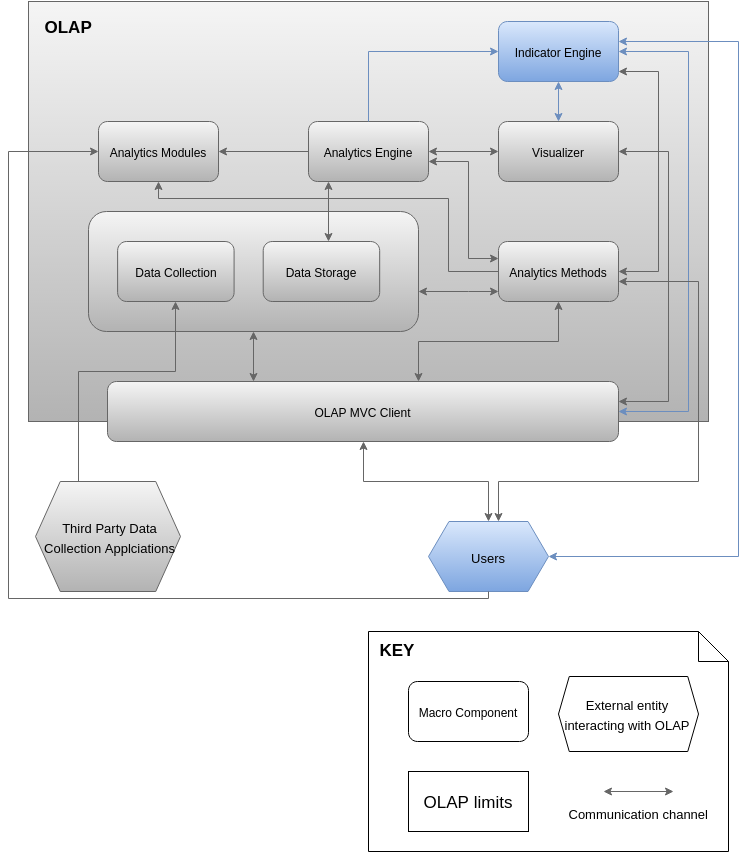 OLAP
Indicator Engine
Analytics Modules
Analytics Engine
Visualizer
Data Collection
Data Storage
Analytics Methods
OLAP MVC Client
Third Party Data
Collection Applciations
Users
KEY
Macro Component
External entity
interacting with OLAP
OLAP limits
Communication channel